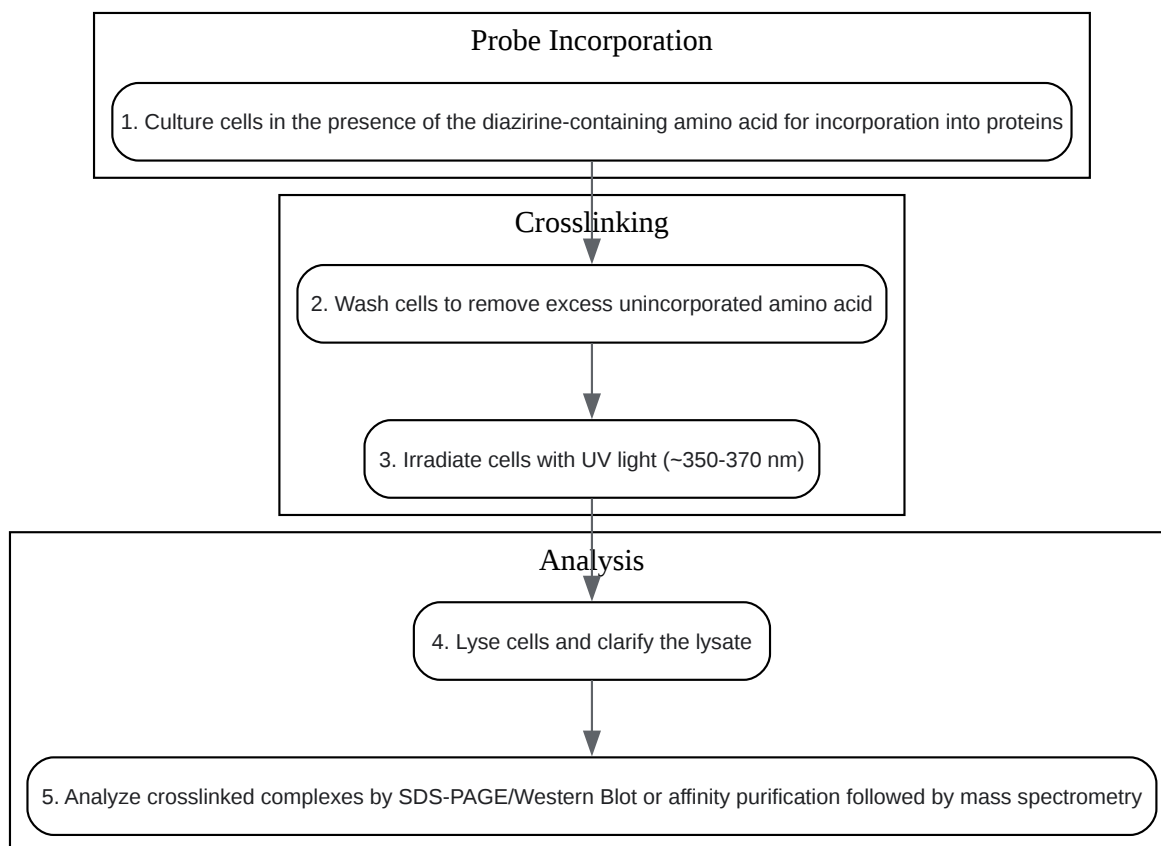 Probe Incorporation
1. Culture cells in the presence of the diazirine-containing amino acid for incorporation into proteins
Crosslinking
2. Wash cells to remove excess unincorporated amino acid
3. Irradiate cells with UV light (~350-370 nm)
Analysis
4. Lyse cells and clarify the lysate
5. Analyze crosslinked complexes by SDS-PAGE/Western Blot or affinity purification followed by mass spectrometry